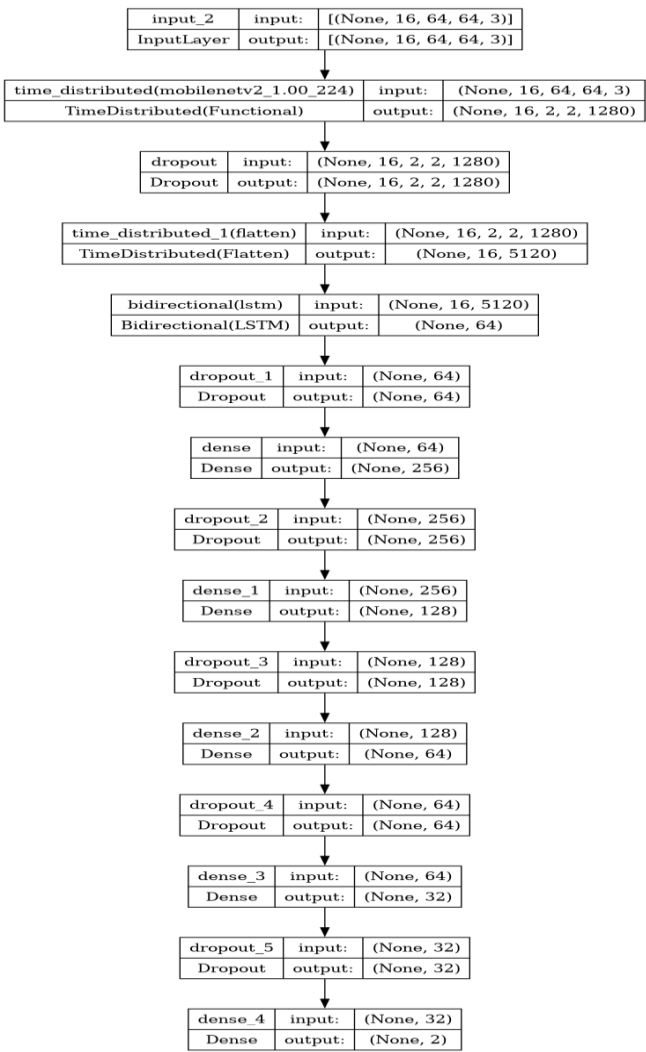 input_2 input: [(None, 16, 64, 64, 3)]
InputLayer output: [(None, 16, 64, 64, 3)]
time_distributed(mobilenetv2_1.00_224) input: (None, 16, 64, 64, 3)
TimeDistributed(Functional) output: (None, 16, 2, 2, 1280)
dropout input: (None, 16, 2, 2, 1280)
Dropout output: (None, 16, 2, 2, 1280)
time_distributed_1(flatten) input: (None, 16, 2, 2, 1280)
TimeDistributed(Flatten) output: (None, 16, 5120)
bidirectional(lstm) input: (None, 16, 5120)
Bidirectional(LSTM) output: (None, 64)
dropout_1 input: (None, 64)
Dropout output: (None, 64)
dense input: (None, 64)
Dense output: (None, 256)
dropout_2 input: (None, 256)
Dropout output: (None, 256)
dense_1 input: (None, 256)
Dense output: (None, 128)
dropout_3 input: (None, 128)
Dropout output: (None, 128)
dense_2 input: (None, 128)
Dense output: (None, 64)
dropout_4 input: (None, 64)
Dropout output: (None, 64)
dense_3 input: (None, 64)
Dense output: (None, 32)
dropout_5 input: (None, 32)
Dropout output: (None, 32)
dense_4 input: (None, 32)
Dense output: (None, 2)